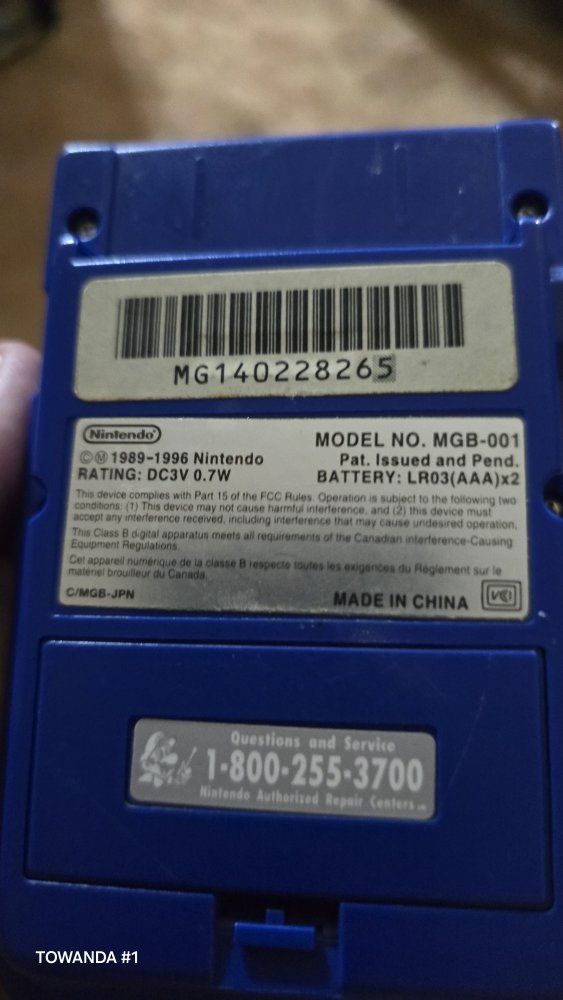 MG140228265
Nintendo
MODEL NO. MGB-001
©Ⓜ 1989-1996 Nintendo
Pat. Issued and Pend.
RATING: DC3V 0.7W
BATTERY: LR03(AAA)x2
This device complies with Part 15 of the FCC Rules. Operation is subject to the following two
conditions: (1) This device may not cause harmful interference, and (2) this device must
accept any interference received, including interference that may cause undesired operation.
This Class B digital apparatus meets all requirements of the Canadian Interference-Causing
Equipment Regulations.
Cet appareil numérique de la classe B respecte toutes les exigences du Règlement sur le
matériel brouilleur du Canada.
C/MGB-JPN
MADE IN CHINA
VCI
Questions and Service
1-800-255-3700
Nintendo Authorized Repair Centers
TOWANDA #1